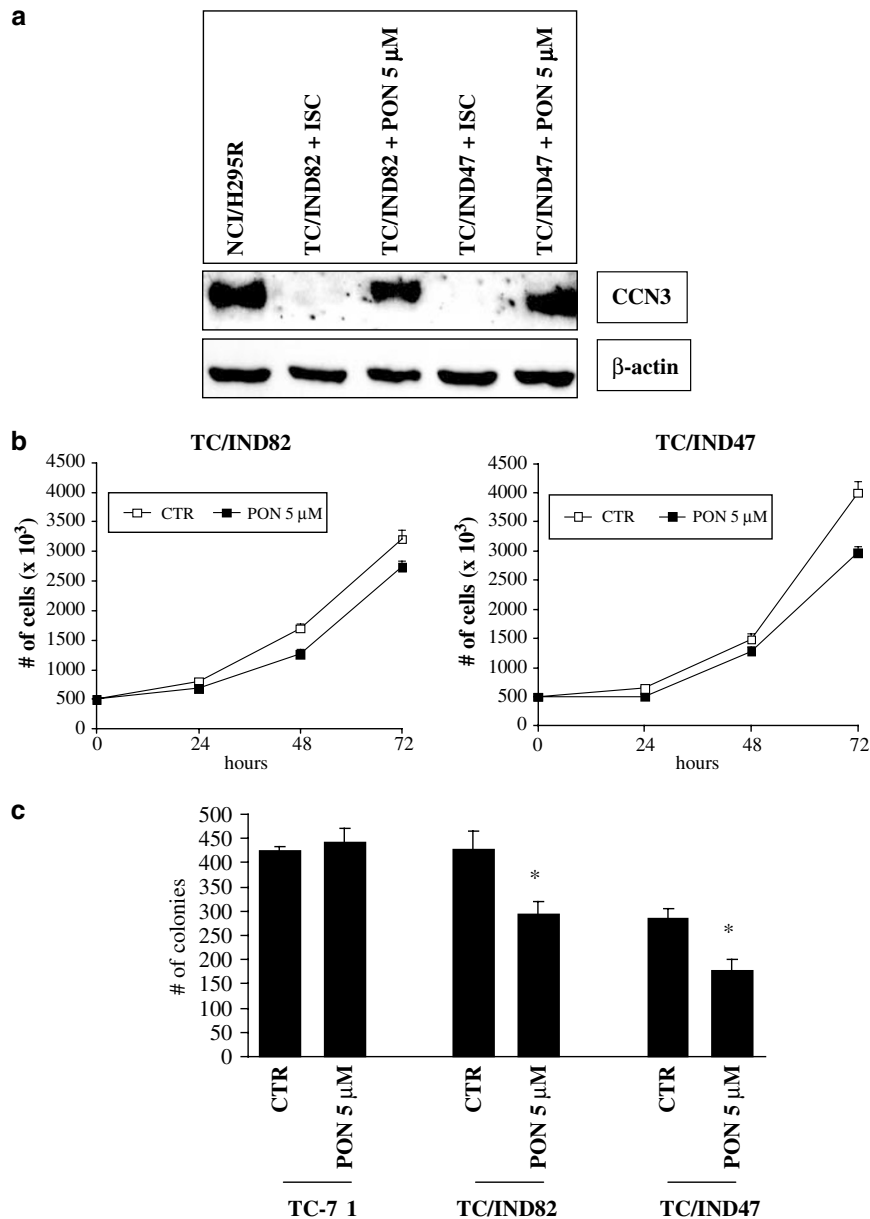 a
NCI/H295R
TC/IND82 + ISC
TC/IND82 + PON 5 µM
TC/IND47 + ISC
TC/IND47 + PON 5 µM
CCN3
β-actin
b
TC/IND82
# of cells (x 10³)
4500
4000
3500
3000
2500
2000
1500
1000
500
0
CTR
PON 5 µM
0
24
48
72
hours
TC/IND47
# of cells (x 10³)
4500
4000
3500
3000
2500
2000
1500
1000
500
0
CTR
PON 5 µM
0
24
48
72
hours
c
# of colonies
500
450
400
350
300
250
200
150
100
50
0
*
*
CTR
PON 5 µM
CTR
PON 5 µM
CTR
PON 5 µM
TC-7 1
TC/IND82
TC/IND47